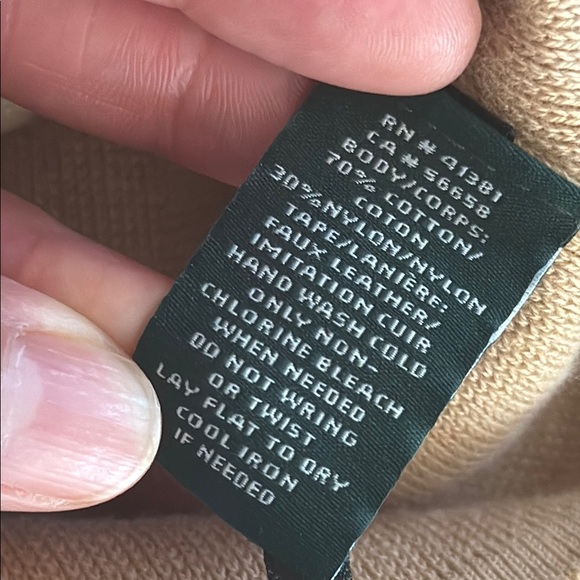 RN # 41381
CA # 56658
BODY/CORPS:
70% COTTON/
COTON
30%NYLON/NYLON
TAPE/LANIÈRE:
FAUX LEATHER/
IMITATION CUIR
HAND WASH COLD
ONLY NON-
CHLORINE BLEACH
WHEN NEEDED
DO NOT WRING
OR TWIST
LAY FLAT TO DRY
COOL IRON
IF NEEDED